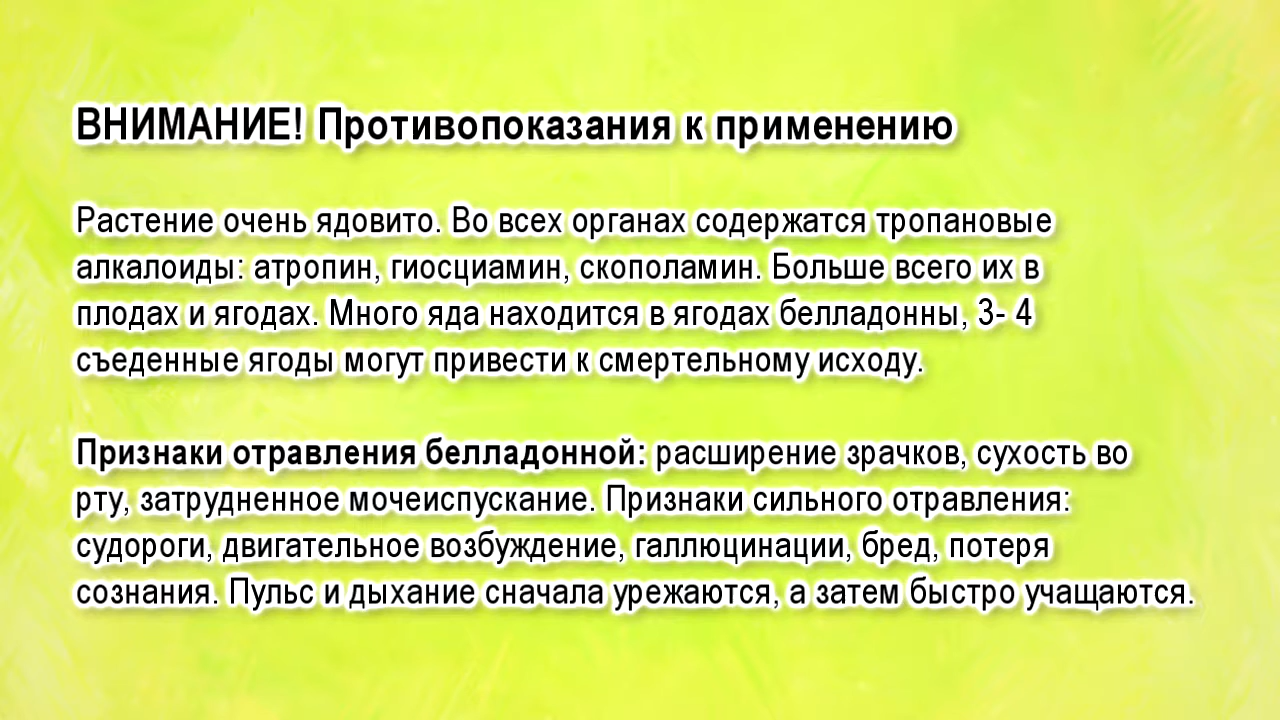 ВНИМАНИЕ! Противопоказания к применению
Растение очень ядовито. Во всех органах содержатся тропановые
алкалоиды: атропин, гиосциамин, скополамин. Больше всего их в
плодах и ягодах. Много яда находится в ягодах белладонны, 3- 4
съеденные ягоды могут привести к смертельному исходу.
Признаки отравления белладонной: расширение зрачков, сухость во
рту, затрудненное мочеиспускание. Признаки сильного отравления:
судороги, двигательное возбуждение, галлюцинации, бред, потеря
сознания. Пульс и дыхание сначала урежаются, а затем быстро учащаются.